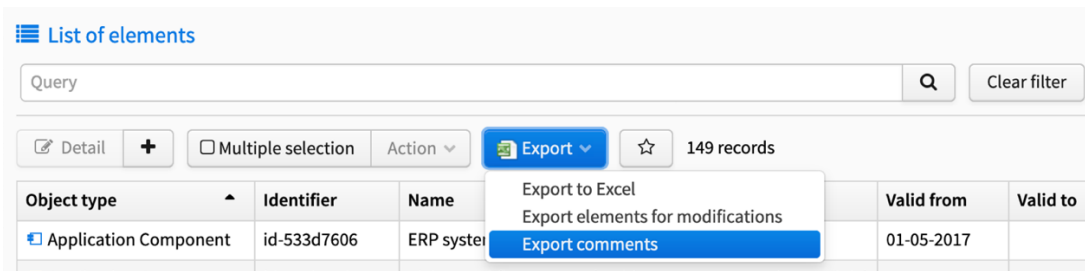 List of elements
Query
Clear filter
Detail
Multiple selection
Action
Export
149 records
Export to Excel
Export elements for modifications
Export comments
Object type
Identifier
Name
Valid from
Valid to
Application Component
id-533d7606
ERP syste
01-05-2017